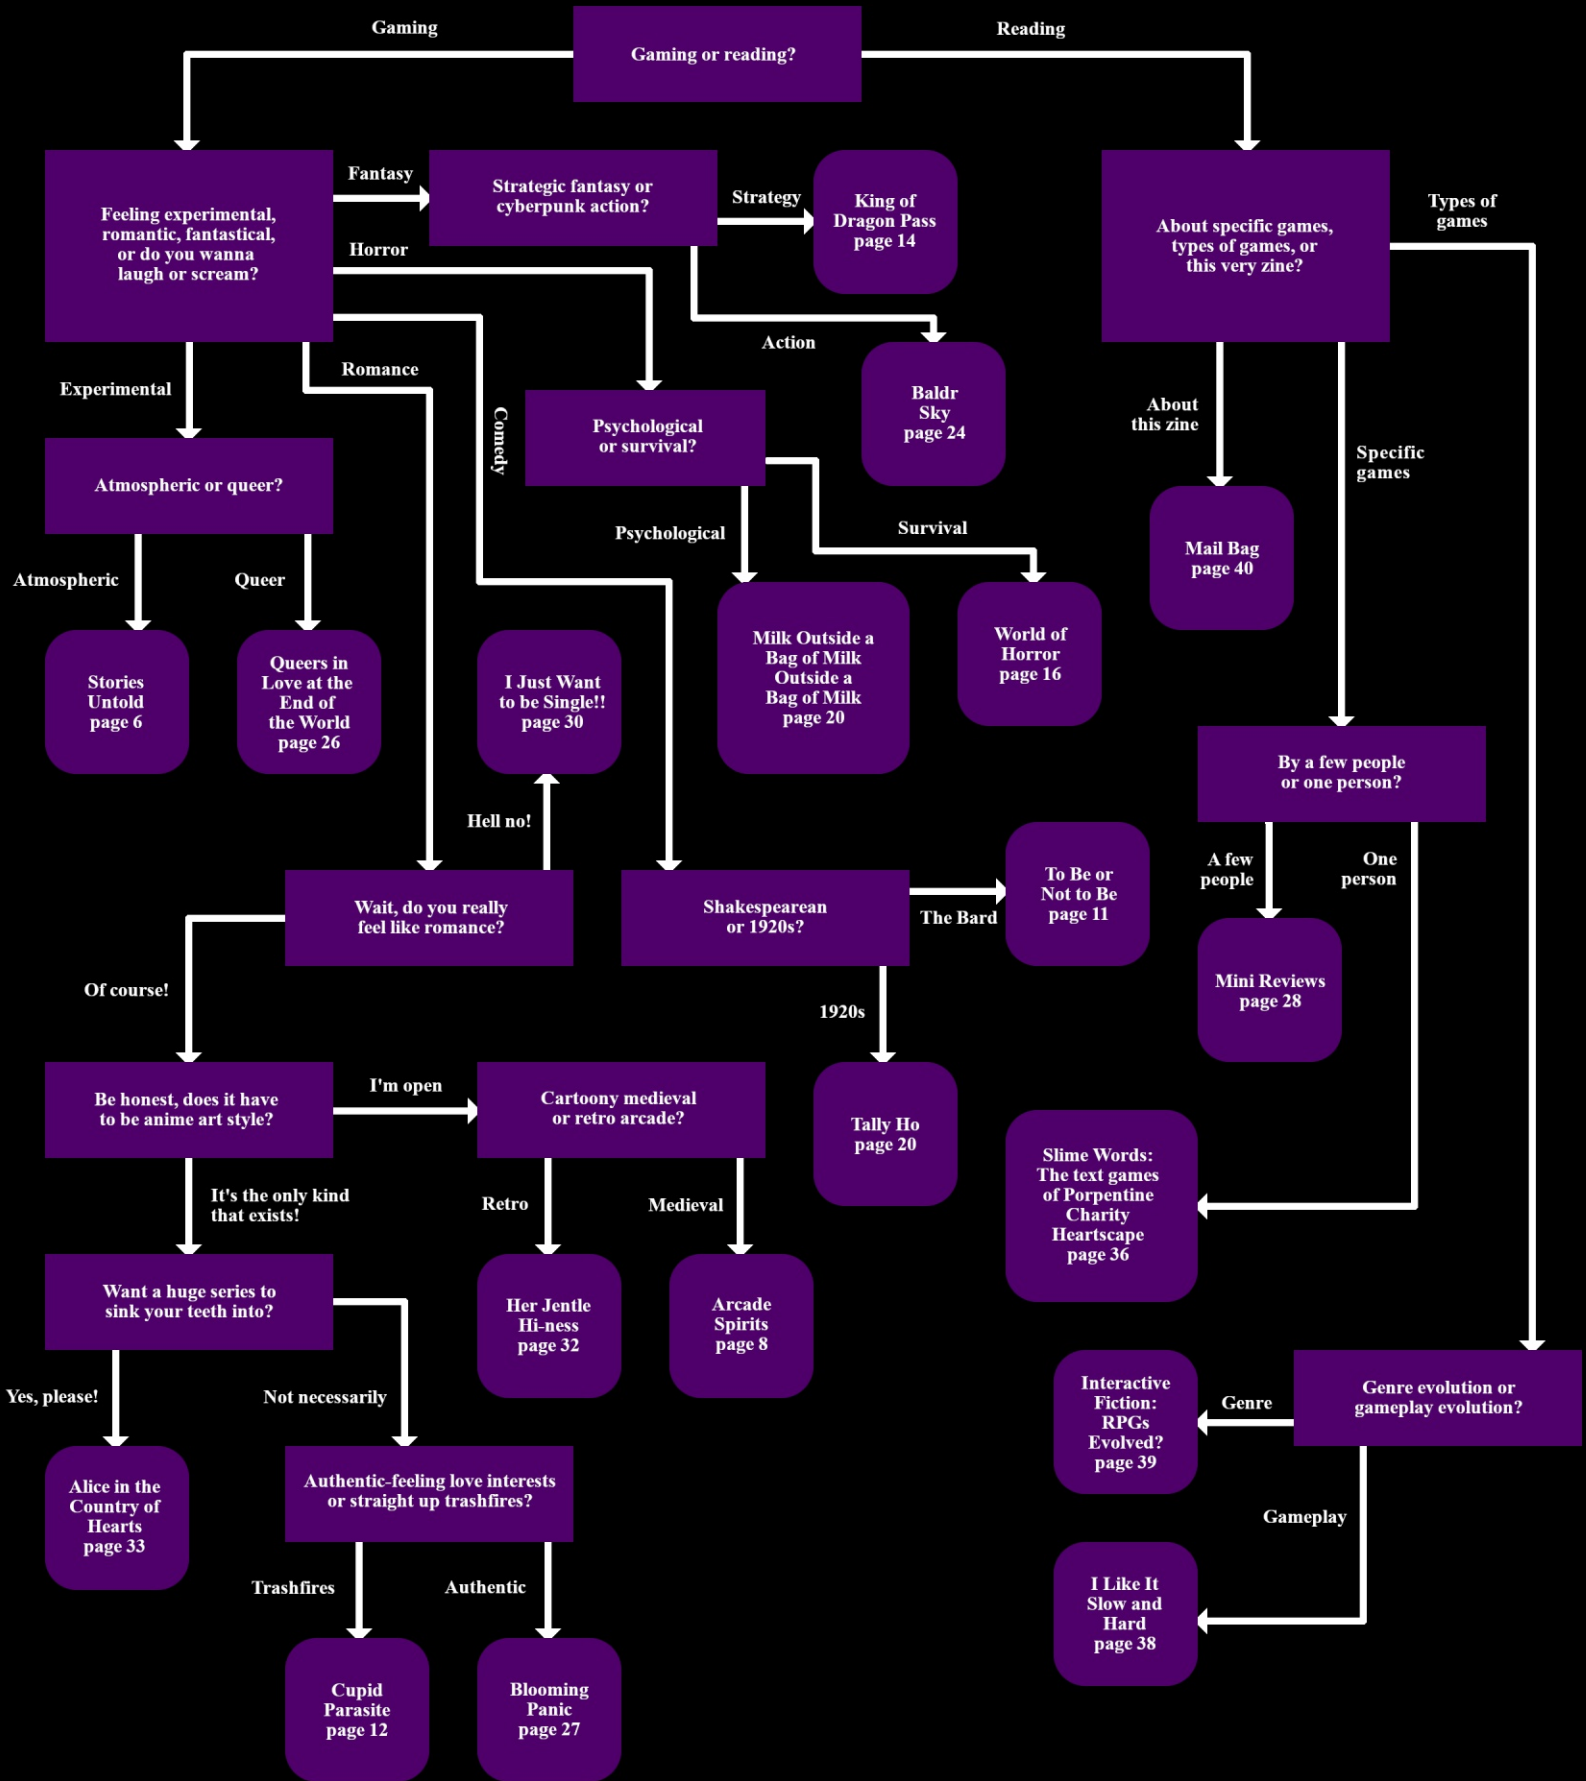 Gaming
Gaming or reading?
Reading
Feeling experimental,
romantic, fantastical,
or do you wanna
laugh or scream?
Fantasy
Strategic fantasy or
cyberpunk action?
Strategy
King of
Dragon Pass
page 14
Horror
Action
Baldr
Sky
page 24
About specific games,
types of games, or
this very zine?
Types of
games
Experimental
Romance
Comedy
Psychological
or survival?
About
this zine
Specific
games
Atmospheric or queer?
Psychological
Survival
Mail Bag
page 40
Atmospheric
Queer
Stories
Untold
page 6
Queers in
Love at the
End of
the World
page 26
I Just Want
to be Single!!
page 30
Milk Outside a
Bag of Milk
Outside a
Bag of Milk
page 20
World of
Horror
page 16
By a few people
or one person?
Hell no!
Wait, do you really
feel like romance?
Shakespearean
or 1920s?
The Bard
To Be or
Not to Be
page 11
A few
people
One
person
Mini Reviews
page 28
Of course!
1920s
Be honest, does it have
to be anime art style?
I'm open
Cartoony medieval
or retro arcade?
Tally Ho
page 20
Slime Words:
The text games
of Porpentine
Charity
Heartscape
page 36
It's the only kind
that exists!
Retro
Medieval
Want a huge series to
sink your teeth into?
Her Jentle
Hi-ness
page 32
Arcade
Spirits
page 8
Yes, please!
Not necessarily
Interactive
Fiction:
RPGs
Evolved?
page 39
Genre
Genre evolution or
gameplay evolution?
Alice in the
Country of
Hearts
page 33
Authentic-feeling love interests
or straight up trashfires?
Gameplay
Trashfires
Authentic
I Like It
Slow and
Hard
page 38
Cupid
Parasite
page 12
Blooming
Panic
page 27